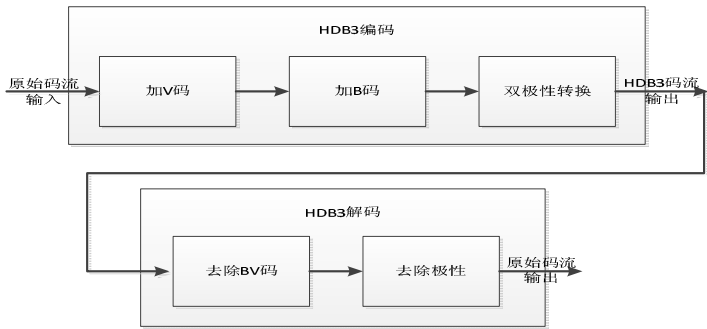 HDB3编码
原始码流
输入
加V码
加B码
双极性转换
HDB3码流
输出
HDB3解码
去除BV码
去除极性
原始码流
输出